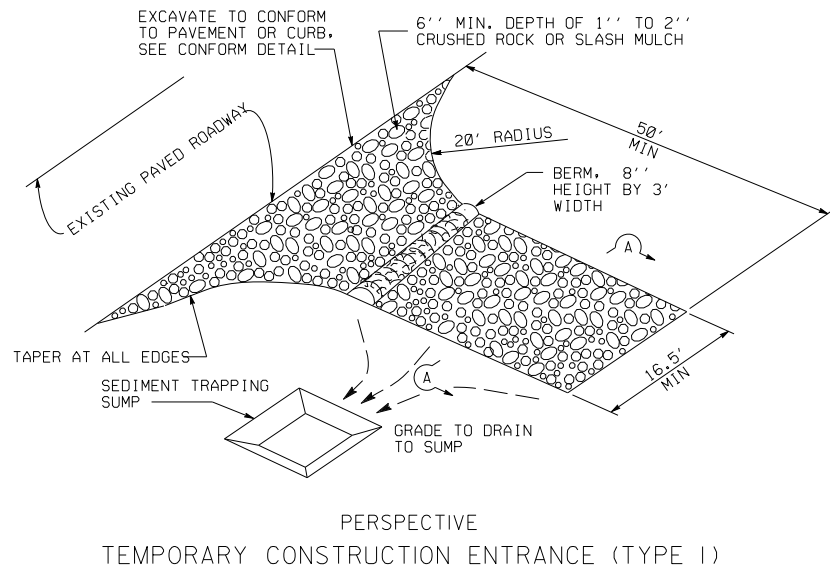 EXCAVATE TO CONFORM
TO PAVEMENT OR CURB,
SEE CONFORM DETAIL
6'' MIN. DEPTH OF 1'' TO 2''
CRUSHED ROCK OR SLASH MULCH
EXISTING PAVED ROADWAY
20' RADIUS
50'
MIN
BERM, 8''
HEIGHT BY 3'
WIDTH
A
TAPER AT ALL EDGES
16.5'
MIN
SEDIMENT TRAPPING
SUMP
A
GRADE TO DRAIN
TO SUMP
PERSPECTIVE
TEMPORARY CONSTRUCTION ENTRANCE (TYPE I)